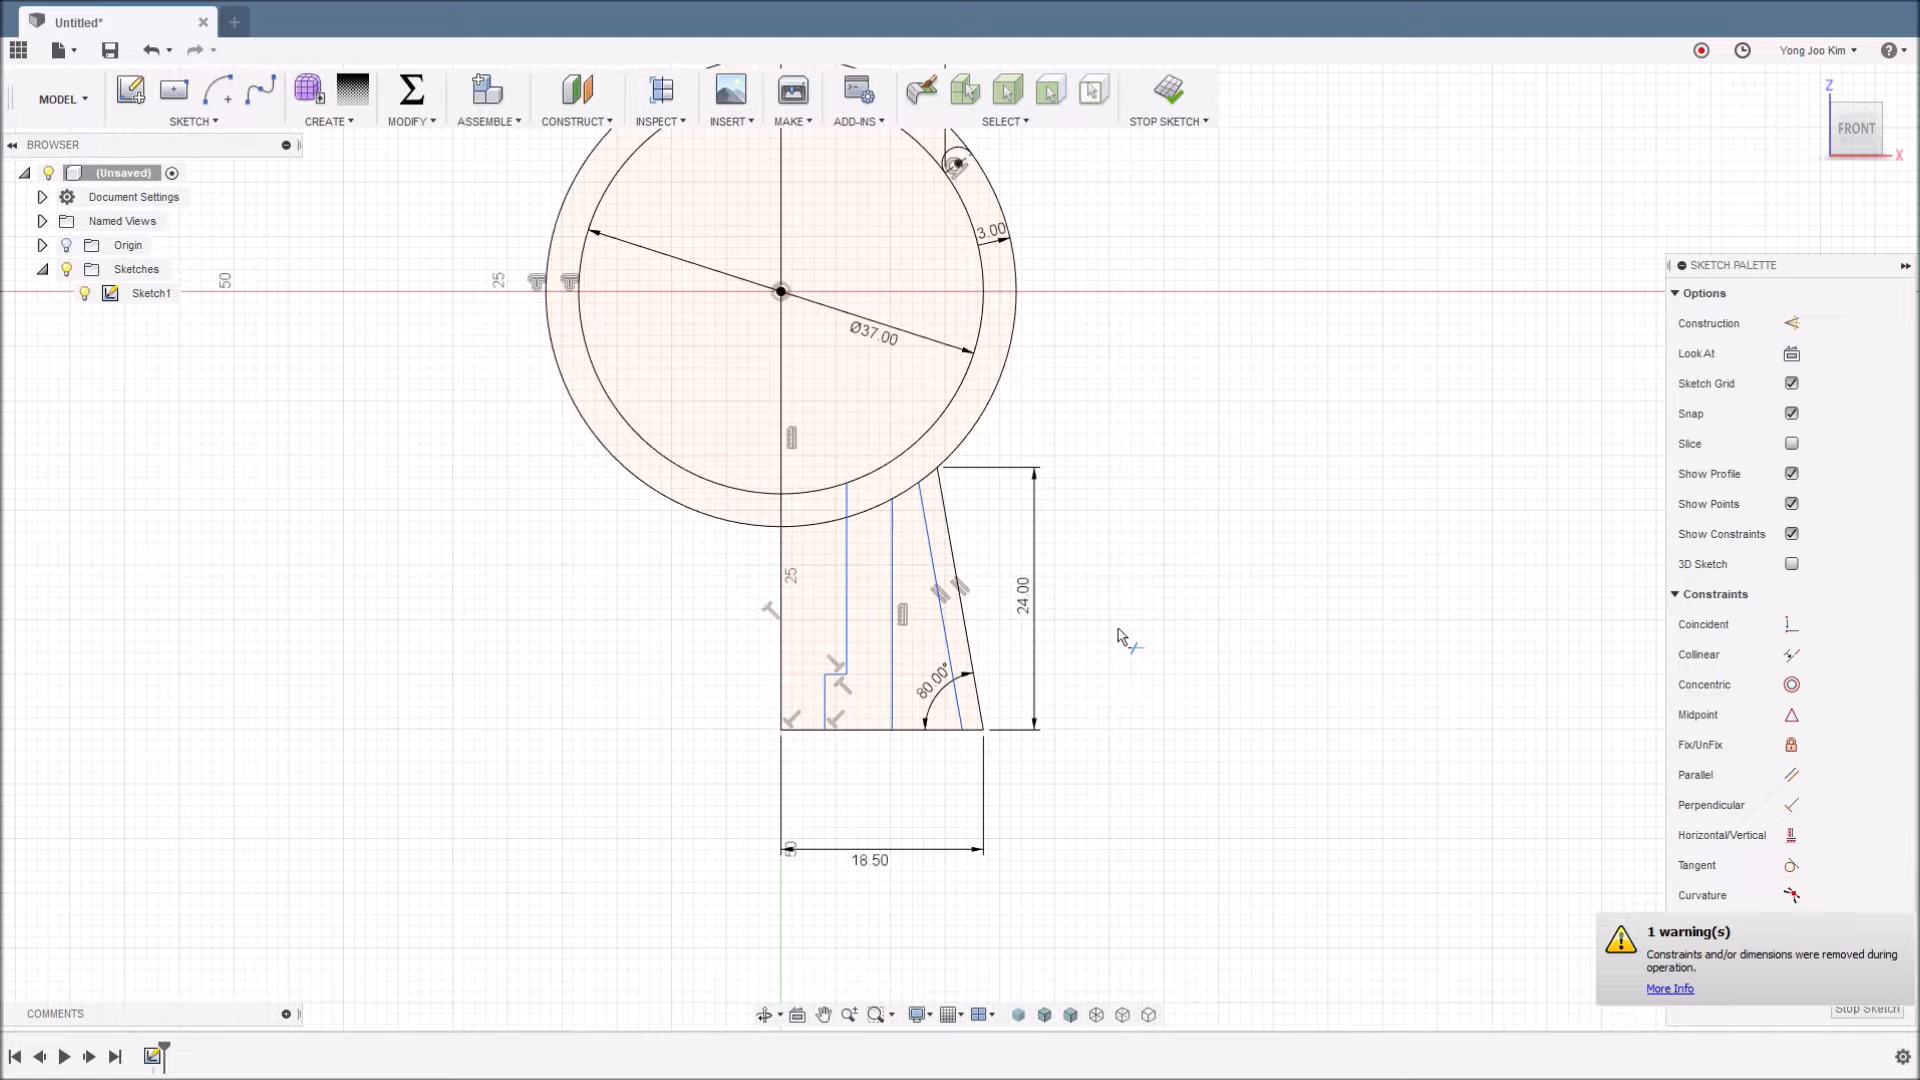 Untitled*
Yong Joo Kim
MODEL
SKETCH
CREATE
MODIFY
ASSEMBLE
CONSTRUCT
INSPECT
INSERT
MAKE
ADD-INS
SELECT
STOP SKETCH
Z
FRONT
X
BROWSER
(Unsaved)
Document Settings
Named Views
Origin
Sketches
Sketch1
50
25
3.00
Ø37.00
25
24.00
80.00°
50
18.50
SKETCH PALETTE
Options
Construction
Look At
Sketch Grid
Snap
Slice
Show Profile
Show Points
Show Constraints
3D Sketch
Constraints
Coincident
Collinear
Concentric
Midpoint
Fix/UnFix
Parallel
Perpendicular
Horizontal/Vertical
Tangent
Curvature
1 warning(s)
Constraints and/or dimensions were removed during
operation.
More Info
Stop Sketch
COMMENTS